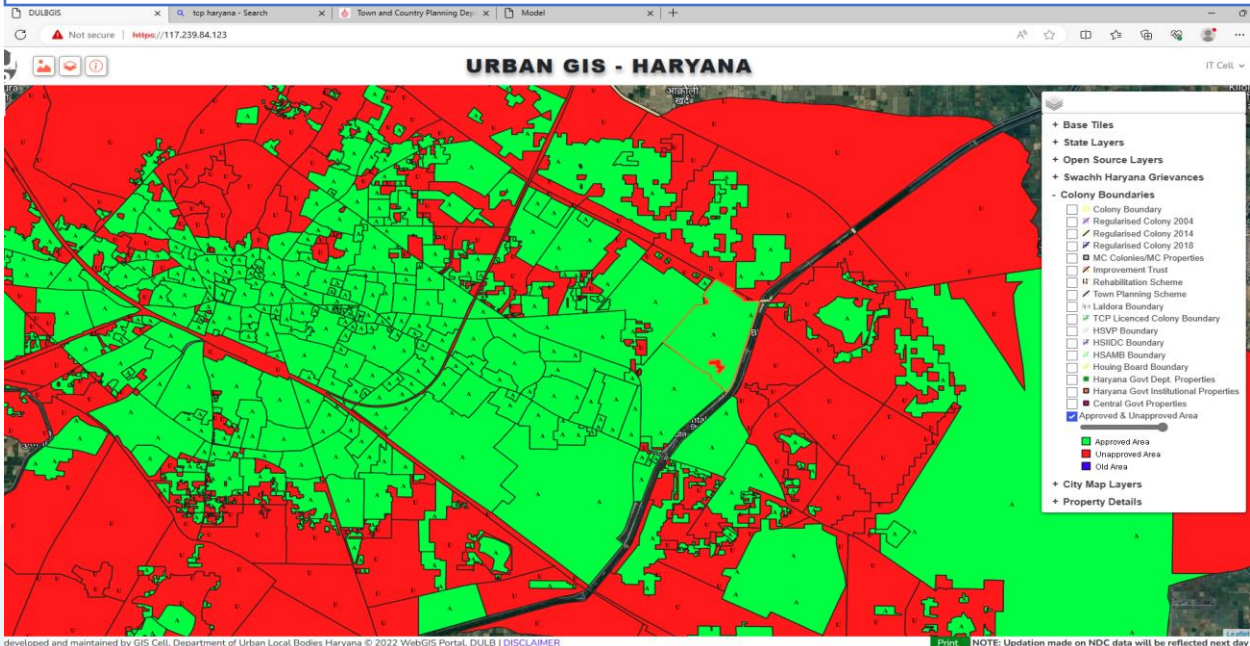 DULBGIS
tcp haryana - Search
Town and Country Planning Dep
Model
Not secure | https://117.239.84.123
URBAN GIS - HARYANA
IT Cell
आकोली
खुर्द
+ Base Tiles
+ State Layers
+ Open Source Layers
+ Swachh Haryana Grievances
- Colony Boundaries
Colony Boundary
Regularised Colony 2004
Regularised Colony 2014
Regularised Colony 2018
MC Colonies/MC Properties
Improvement Trust
Rehabilitation Scheme
Town Planning Scheme
Laldora Boundary
TCP Licenced Colony Boundary
HSVP Boundary
HSIIDC Boundary
HSAMB Boundary
Houing Board Boundary
Haryana Govt Dept. Properties
Haryana Govt Institutional Properties
Central Govt Properties
Approved & Unapproved Area
Approved Area
Unapproved Area
Old Area
+ City Map Layers
+ Property Details
Leaflet
developed and maintained by GIS Cell, Department of Urban Local Bodies Haryana © 2022 WebGIS Portal, DULB | DISCLAIMER
Print NOTE: Updation made on NDC data will be reflected next day